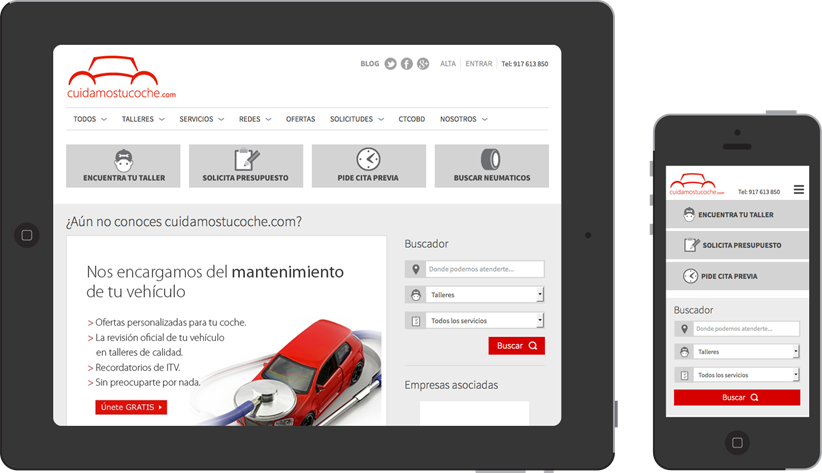 BLOG ALTA ENTRAR Tel: 917 613 850
cuidamostucoche.com
TODOS TALLERES SERVICIOS REDES OFERTAS SOLICITUDES CTCOBD NOSOTROS
ENCUENTRA TU TALLER SOLICITA PRESUPUESTO PIDE CITA PREVIA BUSCAR NEUMATICOS
¿Aún no conoces cuidamostucoche.com?
Nos encargamos del mantenimiento
de tu vehículo
> Ofertas personalizadas para tu coche.
> La revisión oficial de tu vehículo
en talleres de calidad.
> Recordatorios de ITV.
> Sin preocuparte por nada.
Únete GRATIS
Buscador
Donde podemos atenderte...
Talleres
Todos los servicios
Buscar
Empresas asociadas
cuidamostucoche.com Tel: 917 613 850
ENCUENTRA TU TALLER
SOLICITA PRESUPUESTO
PIDE CITA PREVIA
Buscador
Donde podemos atenderte...
Talleres
Todos los servicios
Buscar